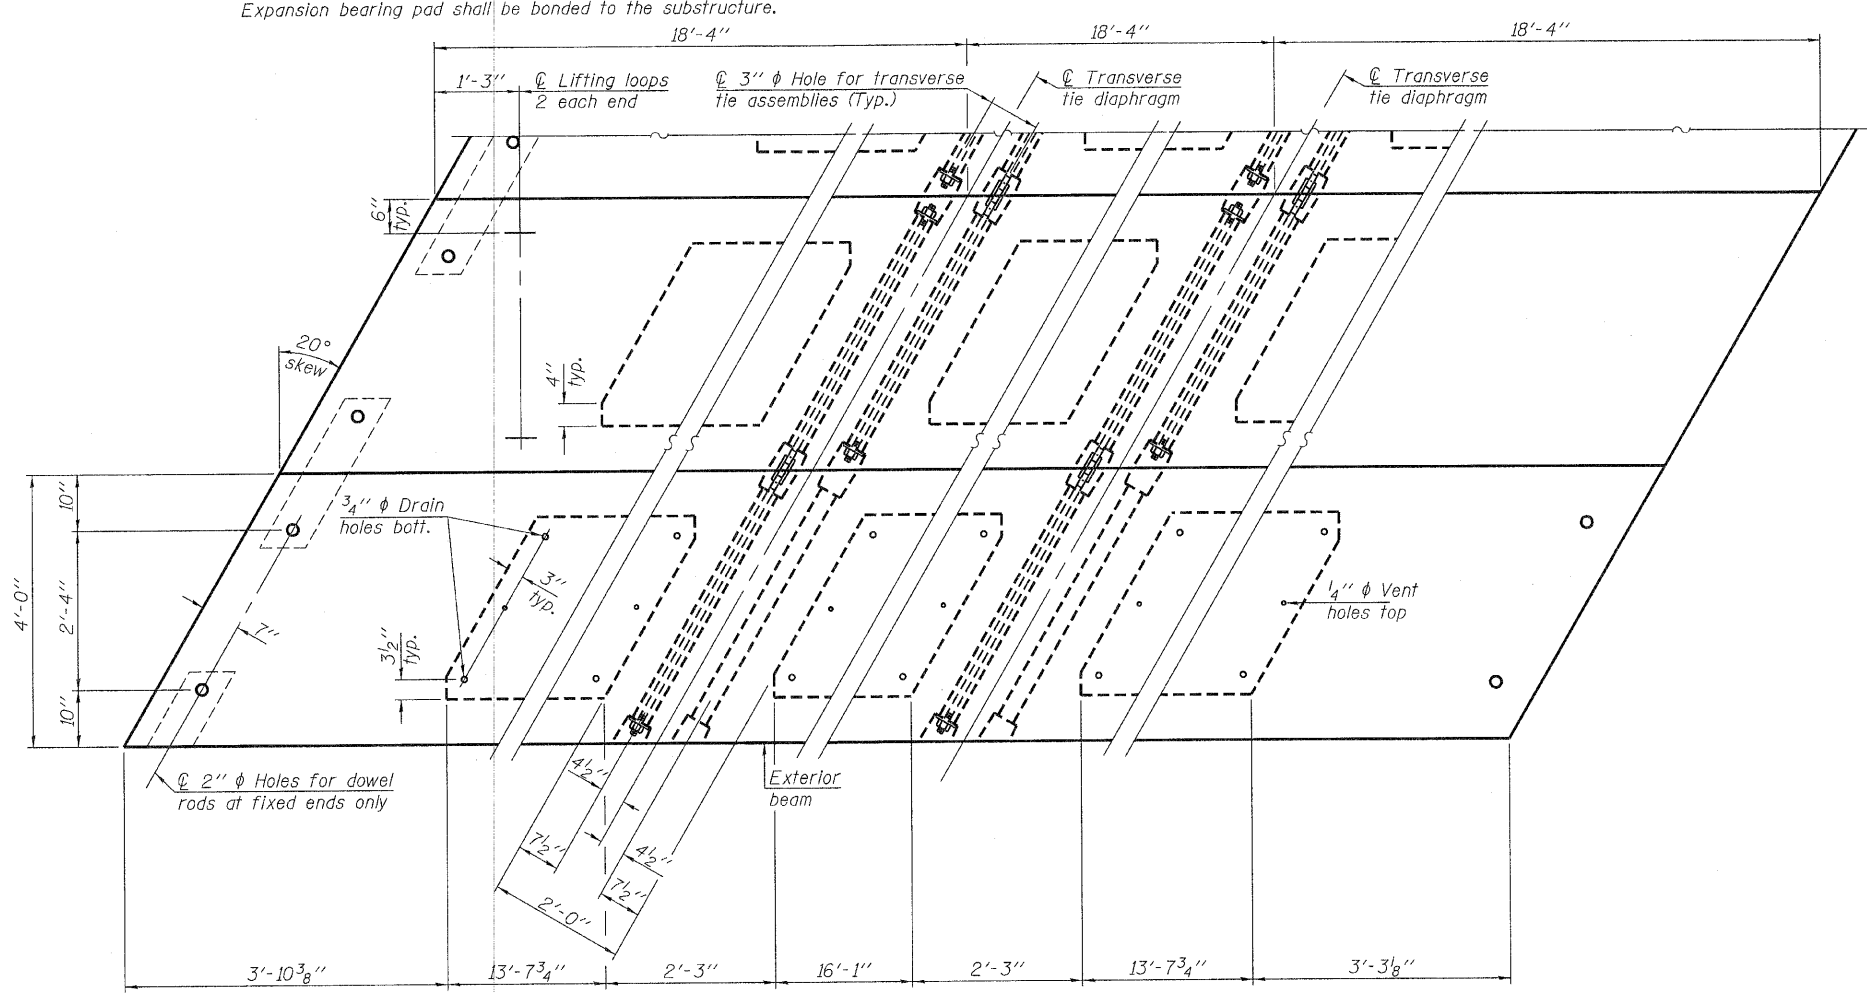 Expansion bearing pad shall be bonded to the substructure.
18'-4"
18'-4"
18'-4"
1'-3"
℄ Lifting loops
2 each end
℄ 3" ϕ Hole for transverse
tie assemblies (Typ.)
℄ Transverse
tie diaphragm
℄ Transverse
tie diaphragm
6"
typ.
20°
skew
4"
typ.
10"
3/4" ϕ Drain
holes bott.
4'-0"
2'-4"
7"
3"
typ.
3 1/2"
typ.
1/4" ϕ Vent
holes top
10"
℄ 2" ϕ Holes for dowel
rods at fixed ends only
4 1/2"
Exterior
beam
7 1/2"
4 1/2"
7 1/2"
2'-0"
3'-10 3/8"
13'-7 3/4"
2'-3"
16'-1"
2'-3"
13'-7 3/4"
3'-3 1/8"